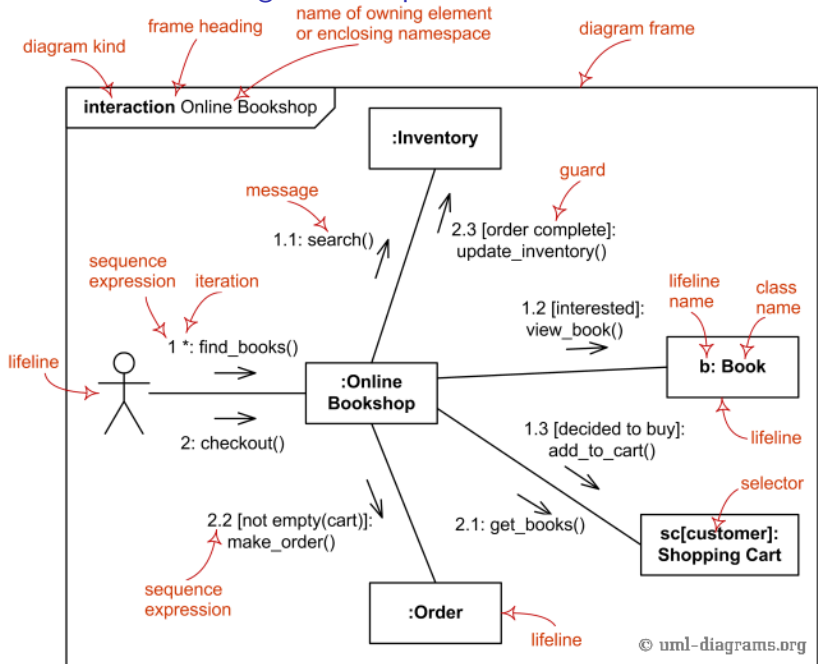 name of owning element
or enclosing namespace
frame heading
diagram kind
diagram frame
interaction Online Bookshop
:Inventory
message
guard
1.1: search()
2.3 [order complete]:
update_inventory()
sequence
expression
iteration
lifeline
name
class
name
1.2 [interested]:
view_book()
1 *: find_books()
lifeline
:Online
Bookshop
b: Book
2: checkout()
1.3 [decided to buy]:
add_to_cart()
lifeline
selector
2.2 [not empty(cart)]:
make_order()
2.1: get_books()
sc[customer]:
Shopping Cart
sequence
expression
:Order
lifeline
© uml-diagrams.org